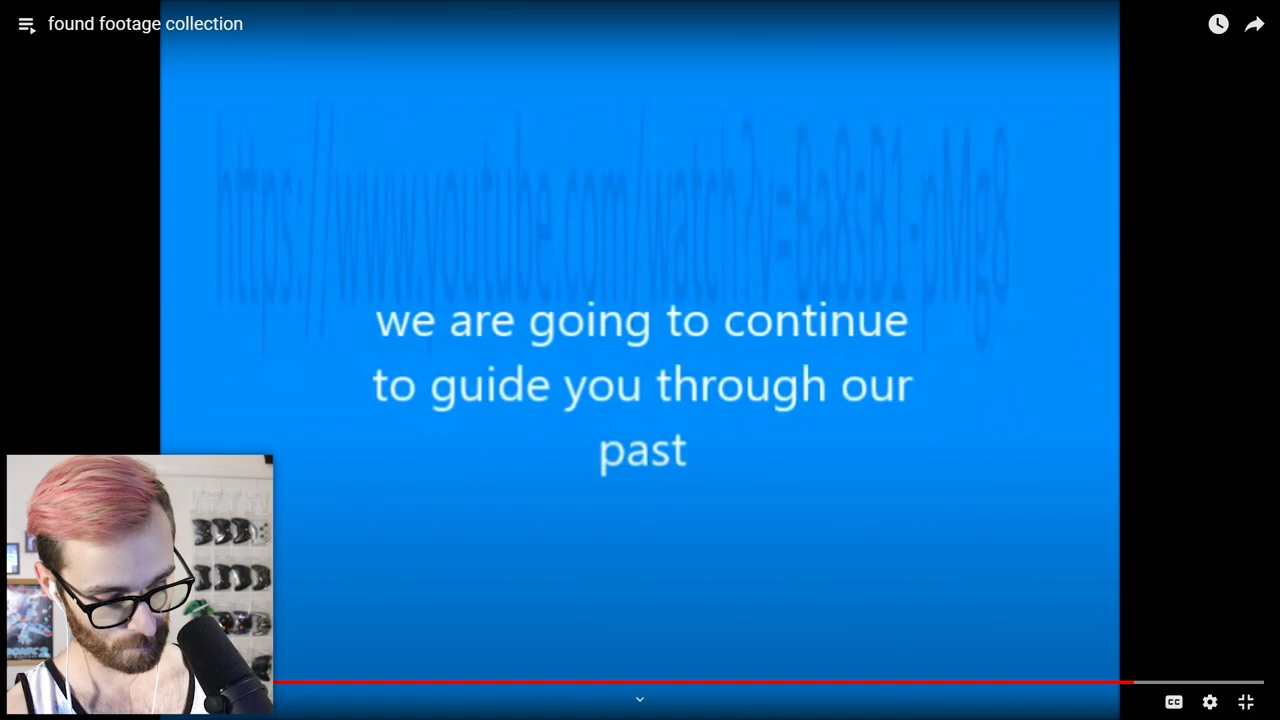 found footage collection
https://www.youtube.com/watch?v=Ba8sB1-pMg8
we are going to continue
to guide you through our
past
CC